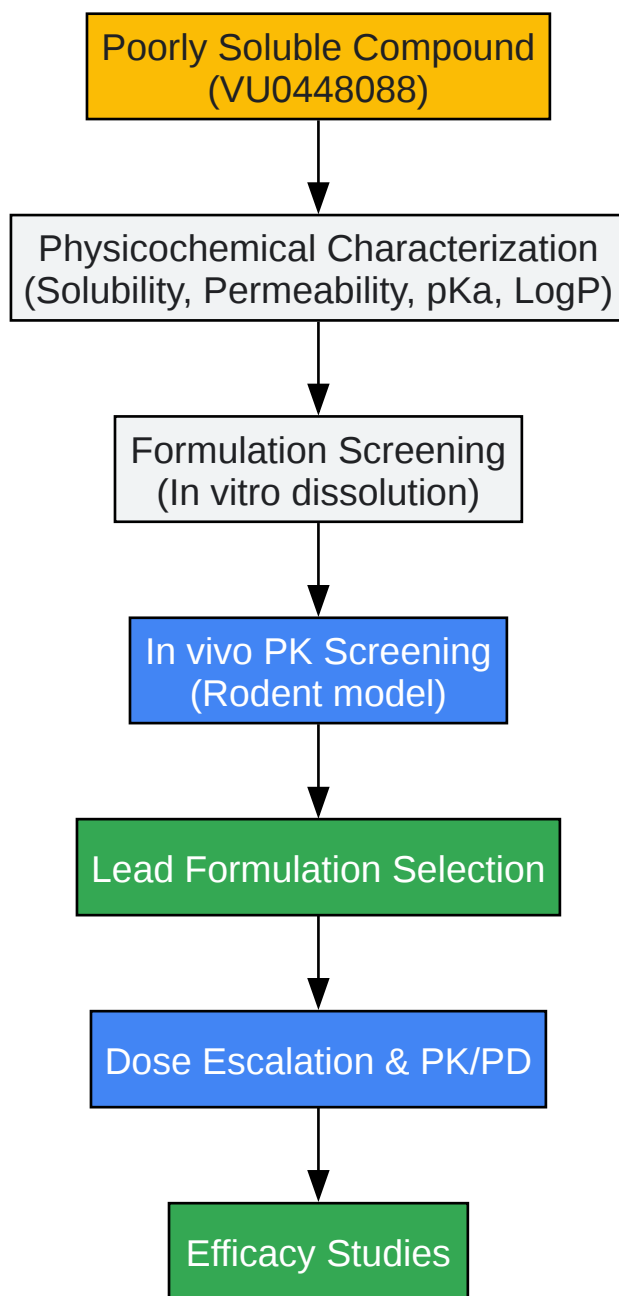 Poorly Soluble Compound
(VU0448088)
Physicochemical Characterization
(Solubility, Permeability, pKa, LogP)
Formulation Screening
(In vitro dissolution)
In vivo PK Screening
(Rodent model)
Lead Formulation Selection
Dose Escalation & PK/PD
Efficacy Studies